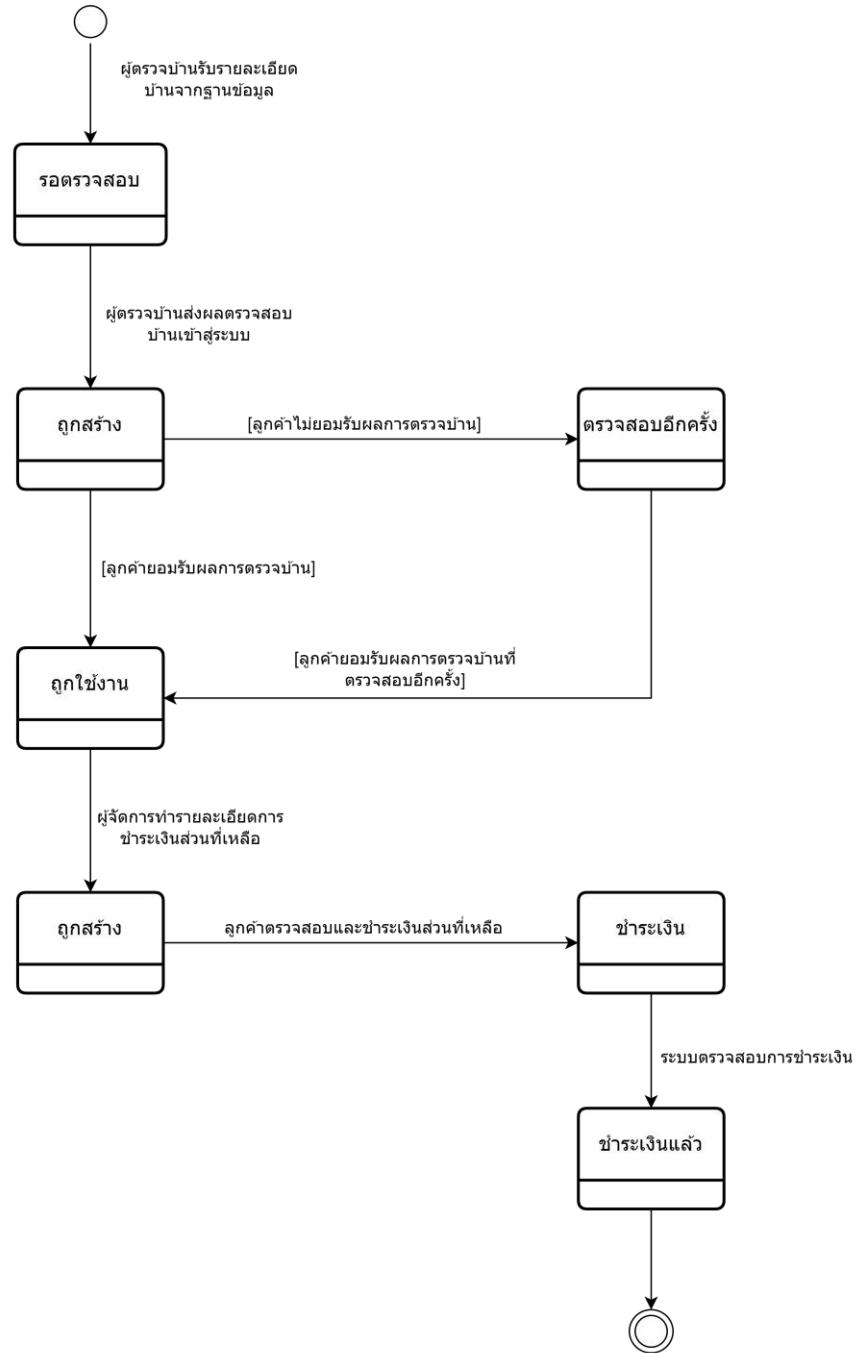 ผู้ตรวจบ้านรับรายละเอียด
บ้านจากฐานข้อมูล
รอตรวจสอบ
ผู้ตรวจบ้านส่งผลตรวจสอบ
บ้านเข้าสู่ระบบ
ถูกสร้าง
[ลูกค้าไม่ยอมรับผลการตรวจบ้าน]
ตรวจสอบอีกครั้ง
[ลูกค้ายอมรับผลการตรวจบ้าน]
[ลูกค้ายอมรับผลการตรวจบ้านที่
ตรวจสอบอีกครั้ง]
ถูกใช้งาน
ผู้จัดการทำรายละเอียดการ
ชำระเงินส่วนที่เหลือ
ถูกสร้าง
ลูกค้าตรวจสอบและชำระเงินส่วนที่เหลือ
ชำระเงิน
ระบบตรวจสอบการชำระเงิน
ชำระเงินแล้ว